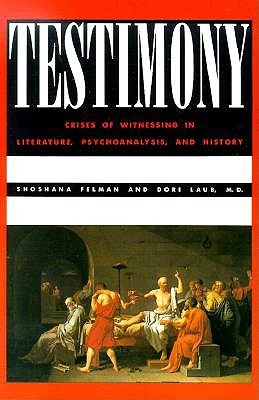 TESTIMONY
CRISES OF WITNESSING IN
LITERATURE, PSYCHOANALYSIS, AND HISTORY
SHOSHANA FELMAN AND DORI LAUB, M.D.